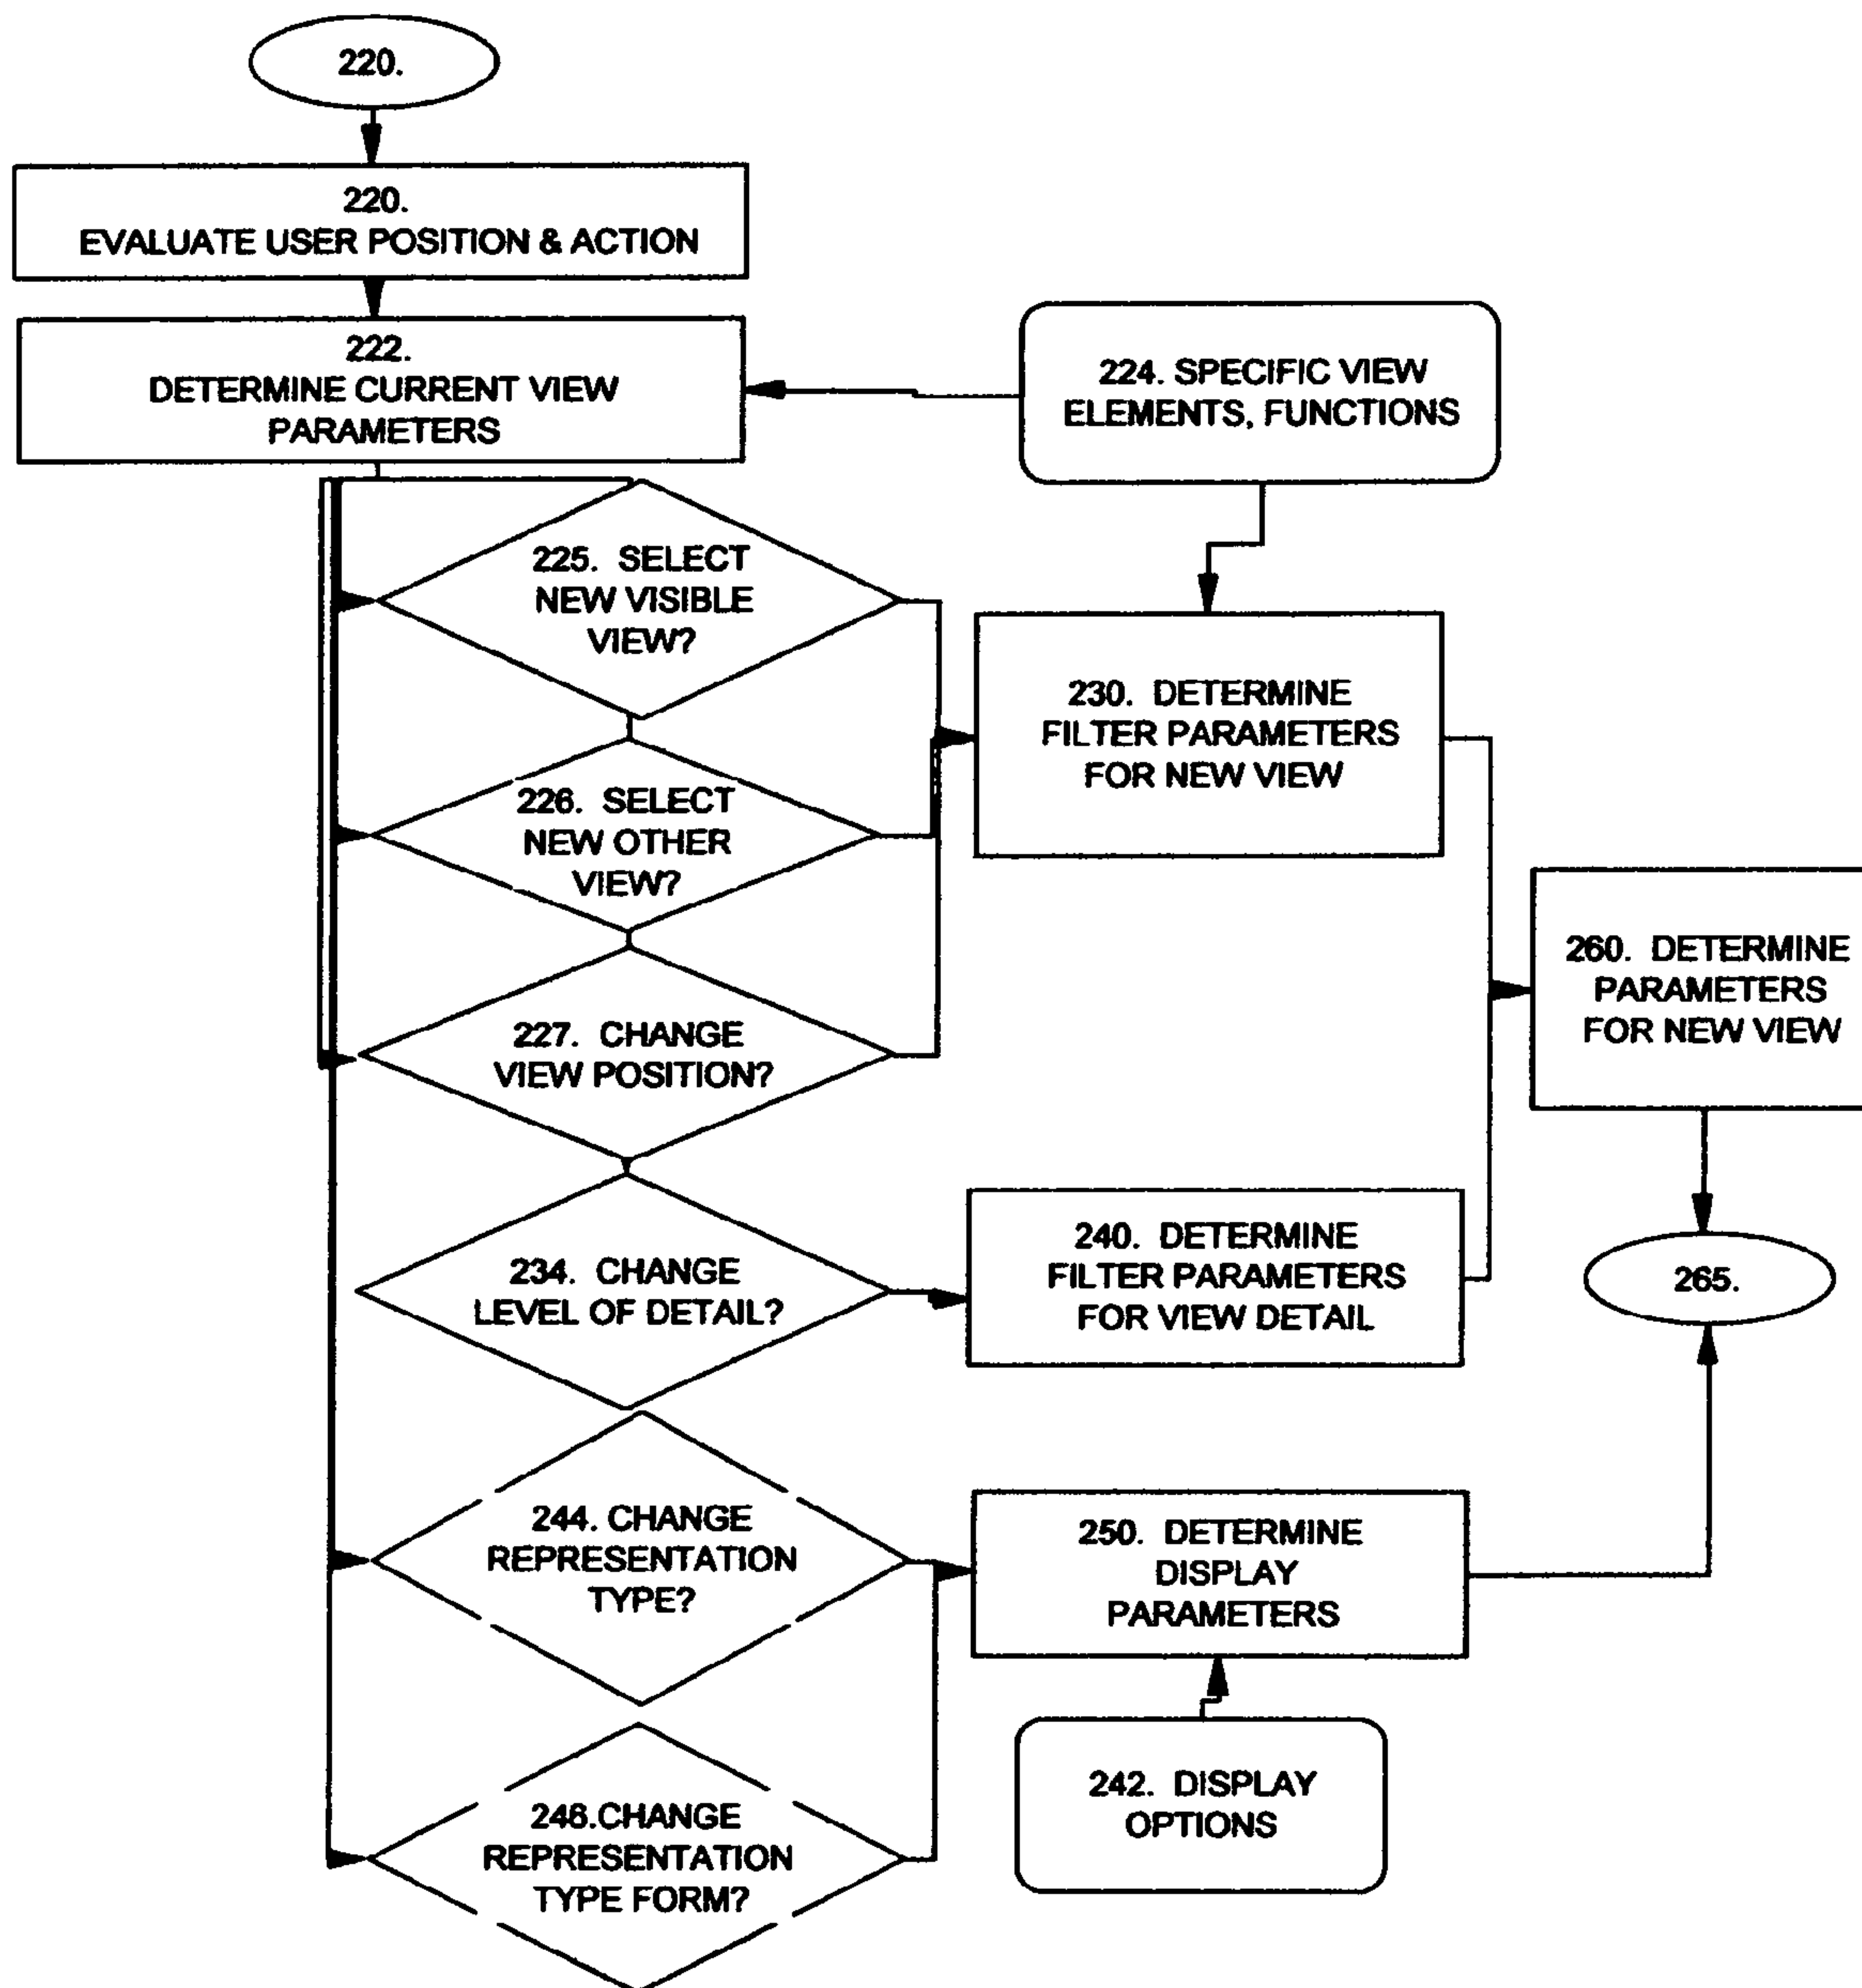 220.
220.
EVALUATE USER POSITION & ACTION
222.
DETERMINE CURRENT VIEW
PARAMETERS
224. SPECIFIC VIEW
ELEMENTS, FUNCTIONS
225. SELECT
NEW VISIBLE
VIEW?
226. SELECT
NEW OTHER
VIEW?
227. CHANGE
VIEW POSITION?
230. DETERMINE
FILTER PARAMETERS
FOR NEW VIEW
260. DETERMINE
PARAMETERS
FOR NEW VIEW
234. CHANGE
LEVEL OF DETAIL?
240. DETERMINE
FILTER PARAMETERS
FOR VIEW DETAIL
265.
244. CHANGE
REPRESENTATION
TYPE?
250. DETERMINE
DISPLAY
PARAMETERS
246.CHANGE
REPRESENTATION
TYPE FORM?
242. DISPLAY
OPTIONS